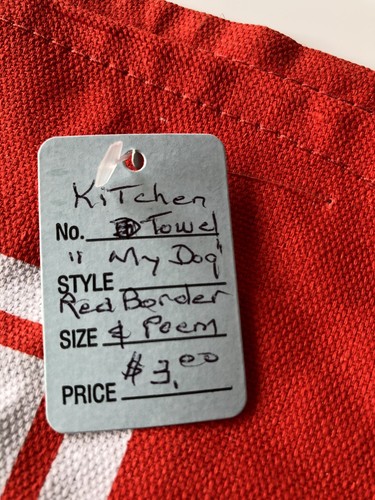 Kitchen
No. Towel
"My Dog"
STYLE
Red Border
SIZE & Poem
$3.00
PRICE